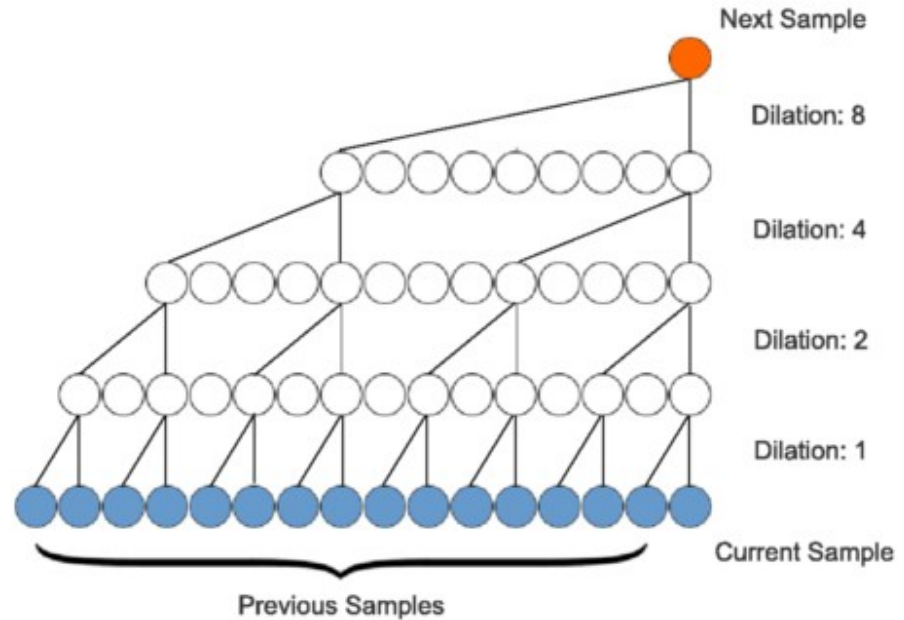 Next Sample
Dilation: 8
Dilation: 4
Dilation: 2
Dilation: 1
Current Sample
Previous Samples